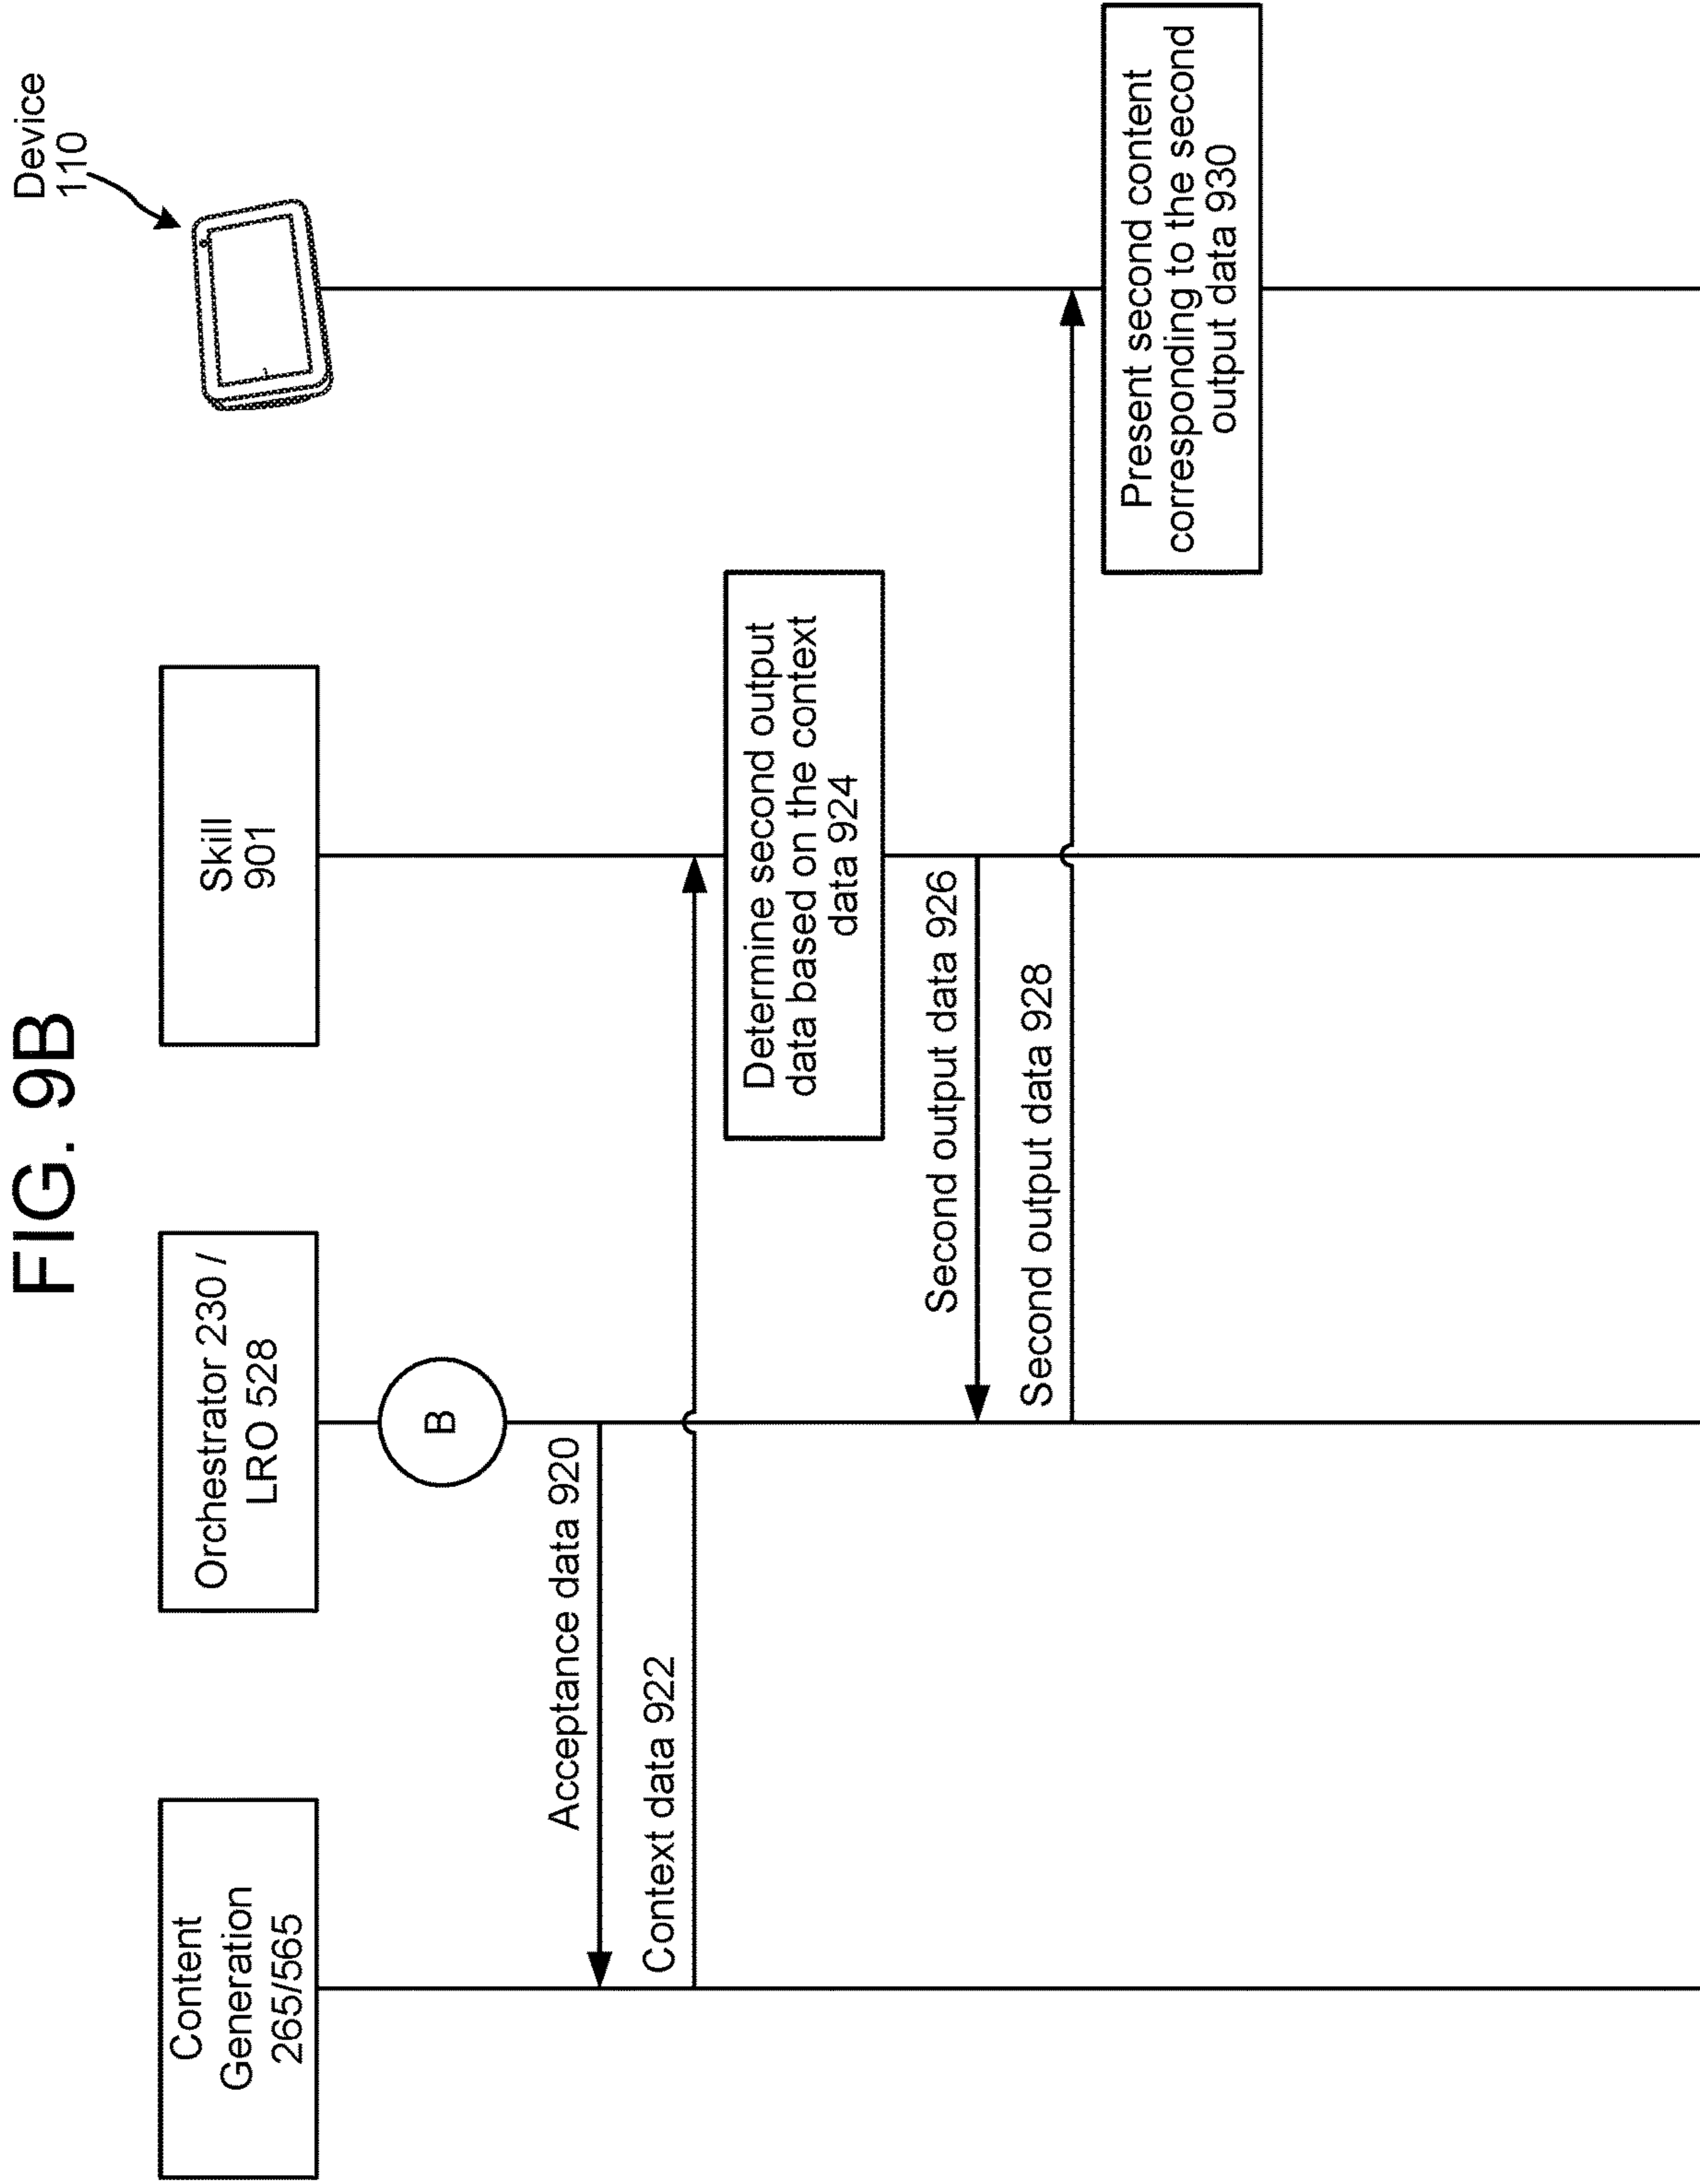 FIG. 9B
Content
Generation
265/565
Orchestrator 230 /
LRO 528
Skill
901
Device
110
B
Acceptance data 920
Context data 922
Determine second output
data based on the context
data 924
Second output data 926
Second output data 928
Present second content
corresponding to the second
output data 930